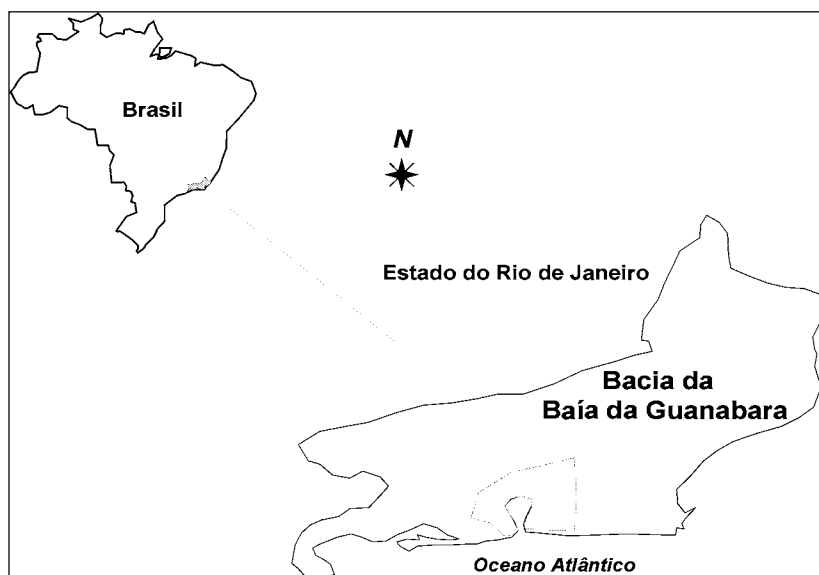 Brasil
N
Estado do Rio de Janeiro
Bacia da
Baía da Guanabara
Oceano Atlântico